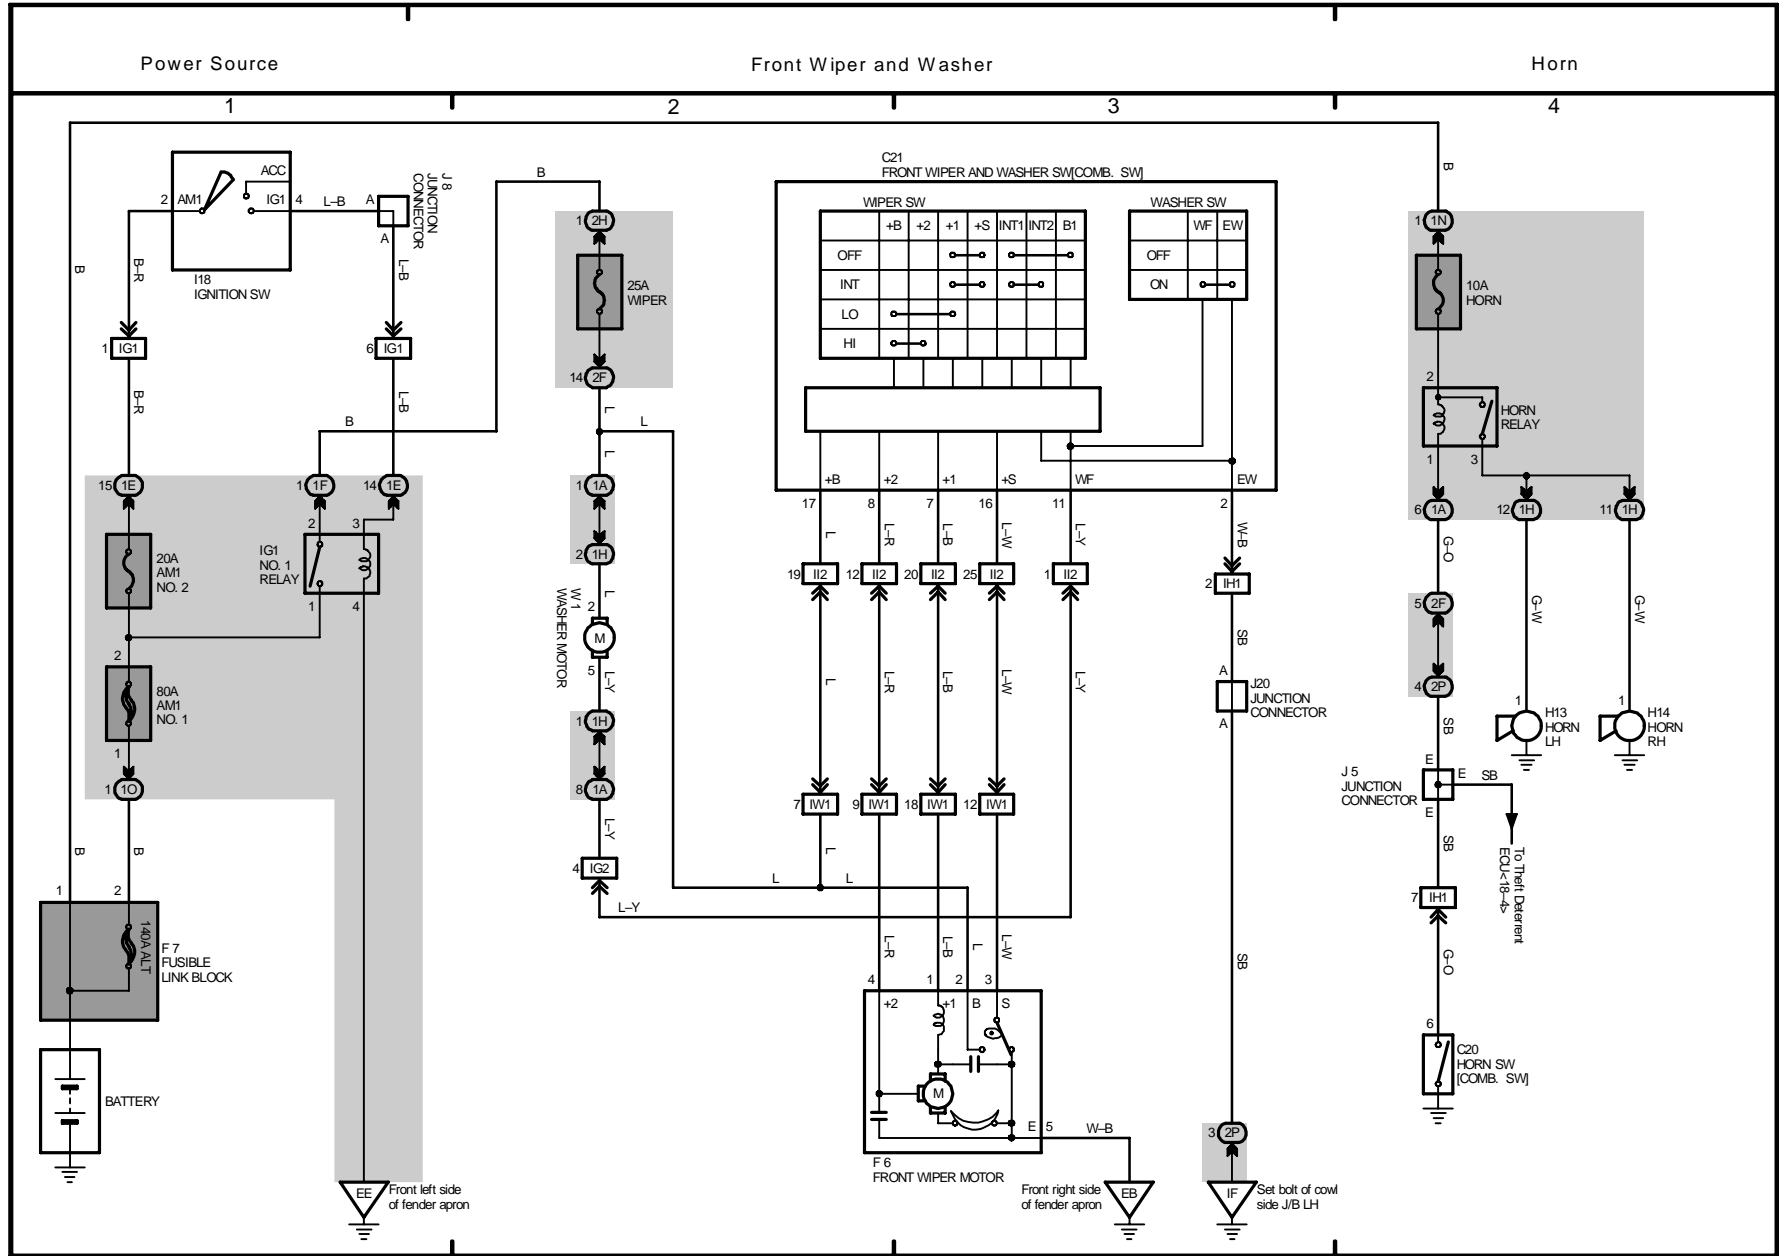 Power Source
Front Wiper and Washer
Horn
1
2
3
4
ACC
2
AM1
IG1
4
L–B
A
A
J 8
JUNCTION
CONNECTOR
I18
IGNITION SW
B
B–R
L–B
1
IG1
6
IG1
B–R
L–B
B
15
1E
1
1F
14
1E
20A
AM1
NO. 2
2
3
IG1
NO. 1
RELAY
1
4
2
80A
AM1
NO. 1
1
1
1O
B
B
1
2
140A ALT
F 7
FUSIBLE
LINK BLOCK
BATTERY
EE
Front left side
of fender apron
B
1
2H
25A
WIPER
14
2F
L
L
L
1
1A
2
1H
L
2
M
W 1
WASHER MOTOR
5
L–Y
1
1H
8
1A
L–Y
4
IG2
L–Y
C21
FRONT WIPER AND WASHER SW[COMB. SW]
WIPER SW
+B
+2
+1
+S
INT1
INT2
B1
OFF
INT
LO
HI
WASHER SW
WF
EW
OFF
ON
+B
+2
+1
+S
WF
EW
17
8
7
16
11
2
L
L–R
L–B
L–W
L–Y
W–B
19
II2
12
II2
20
II2
25
II2
1
II2
2
IH1
L
L–R
L–B
L–W
L–Y
SB
A
J20
JUNCTION
CONNECTOR
A
7
IW1
9
IW1
18
IW1
12
IW1
L
L
L
L–R
L–B
L
L–W
SB
4
1
2
3
+2
+1
B
S
M
E
5
W–B
F 6
FRONT WIPER MOTOR
Front right side
of fender apron
EB
3
2P
IF
Set bolt of cowl
side J/B LH
B
1
1N
10A
HORN
2
HORN
RELAY
1
3
6
1A
12
1H
11
1H
G–O
G–W
G–W
5
2F
4
2P
SB
1
H13
HORN
LH
1
H14
HORN
RH
E
E
SB
J 5
JUNCTION
CONNECTOR
E
SB
To Theft Deterrent
ECU<18–4>
7
IH1
G–O
6
C20
HORN SW
[COMB. SW]